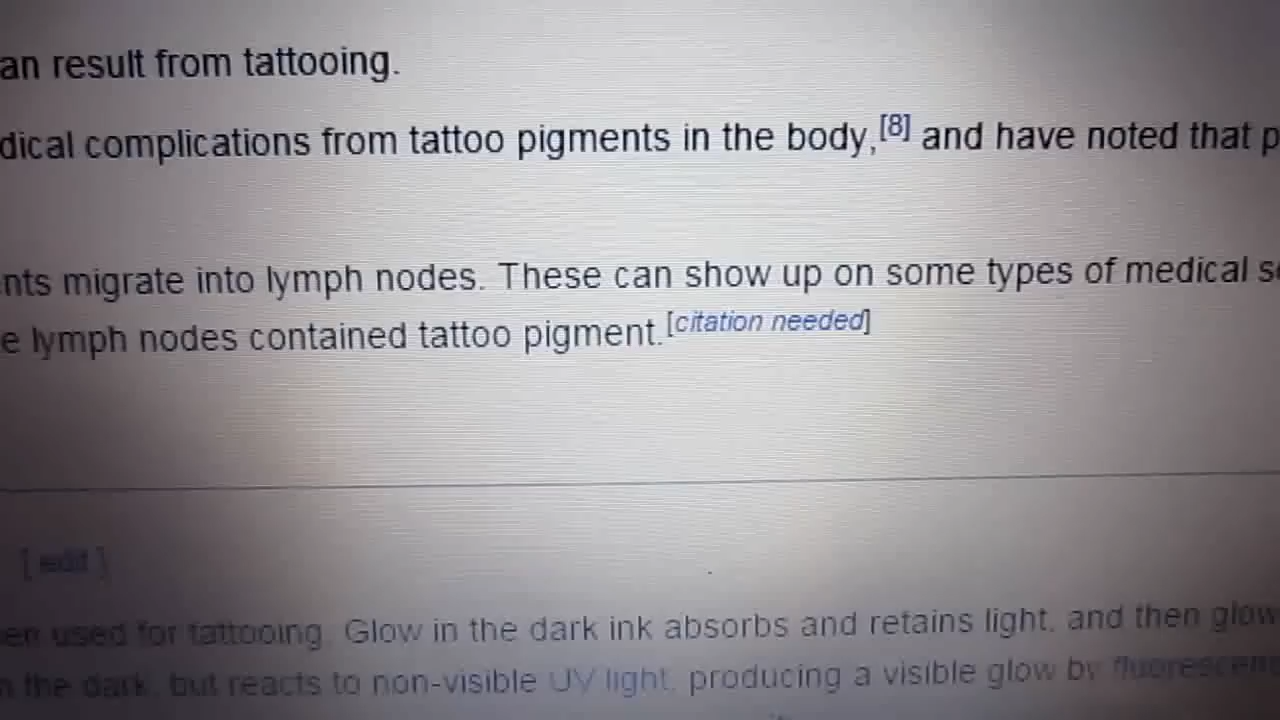 an result from tattooing.
dical complications from tattoo pigments in the body,[8] and have noted that p
nts migrate into lymph nodes. These can show up on some types of medical s
e lymph nodes contained tattoo pigment.[citation needed]
[ edit ]
en used for tattooing. Glow in the dark ink absorbs and retains light, and then glow
n the dark, but reacts to non-visible UV light, producing a visible glow by fluorescenc